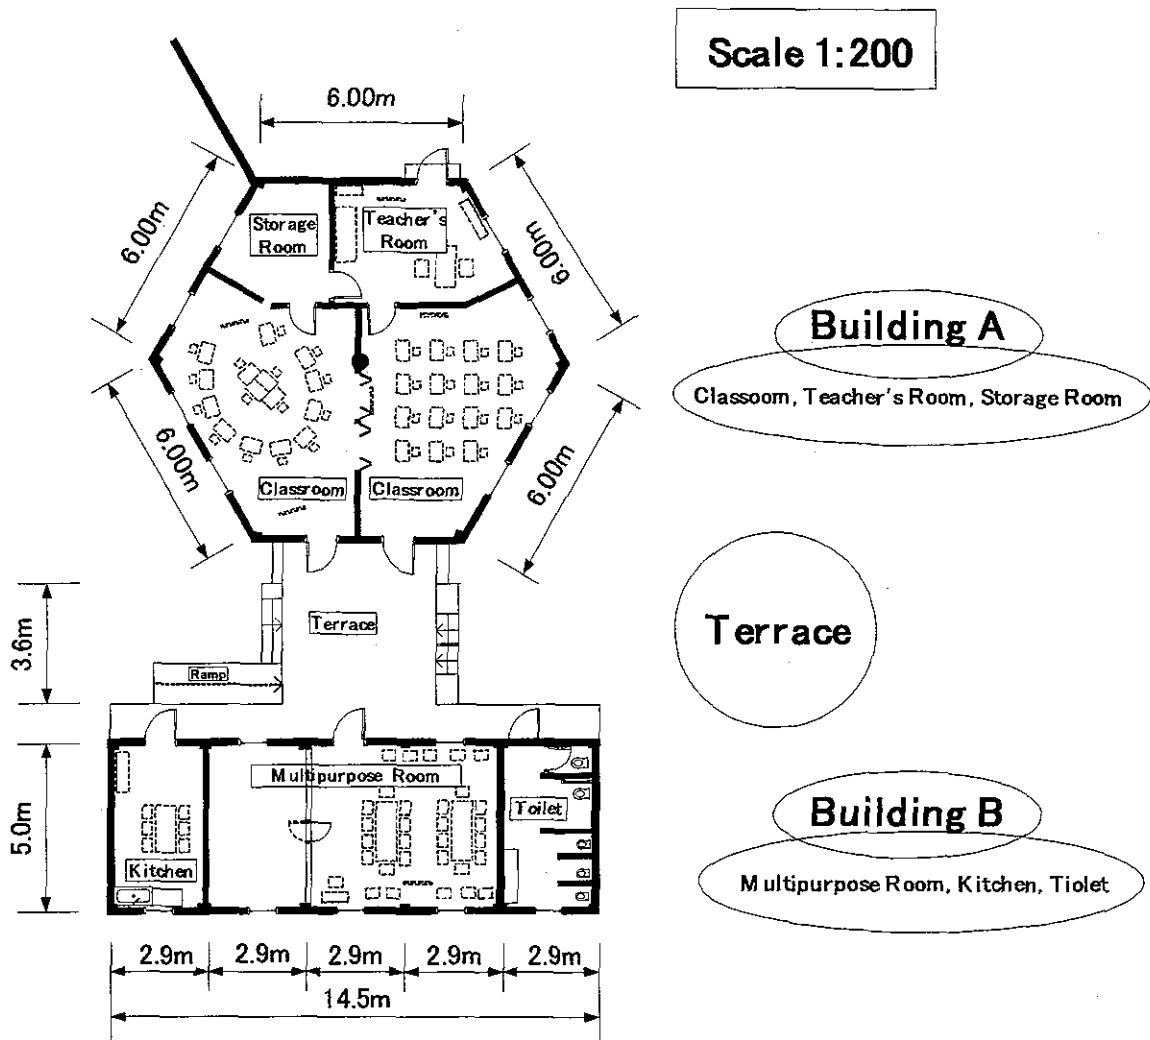 Scale 1:200
6.00m
6.00m
6.00m
Storage
Room
Teacher's
Room
Building A
Classoom, Teacher's Room, Storage Room
6.00m
6.00m
Classroom
Classroom
Terrace
Terrace
3.6m
Ramp
Multipurpose Room
Toilet
5.0m
Kitchen
Building B
Multipurpose Room, Kitchen, Tiolet
2.9m
2.9m
2.9m
2.9m
2.9m
14.5m